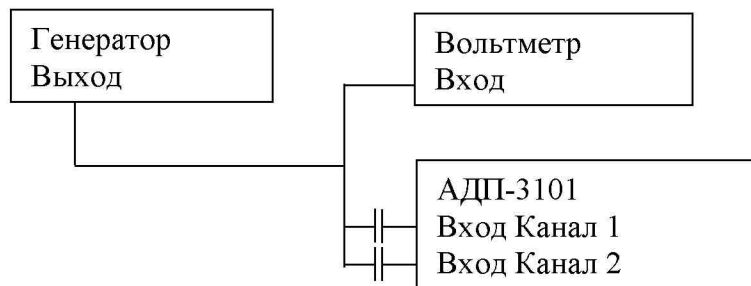 Генератор
Выход
Вольтметр
Вход
АДП-3101
Вход Канал 1
Вход Канал 2